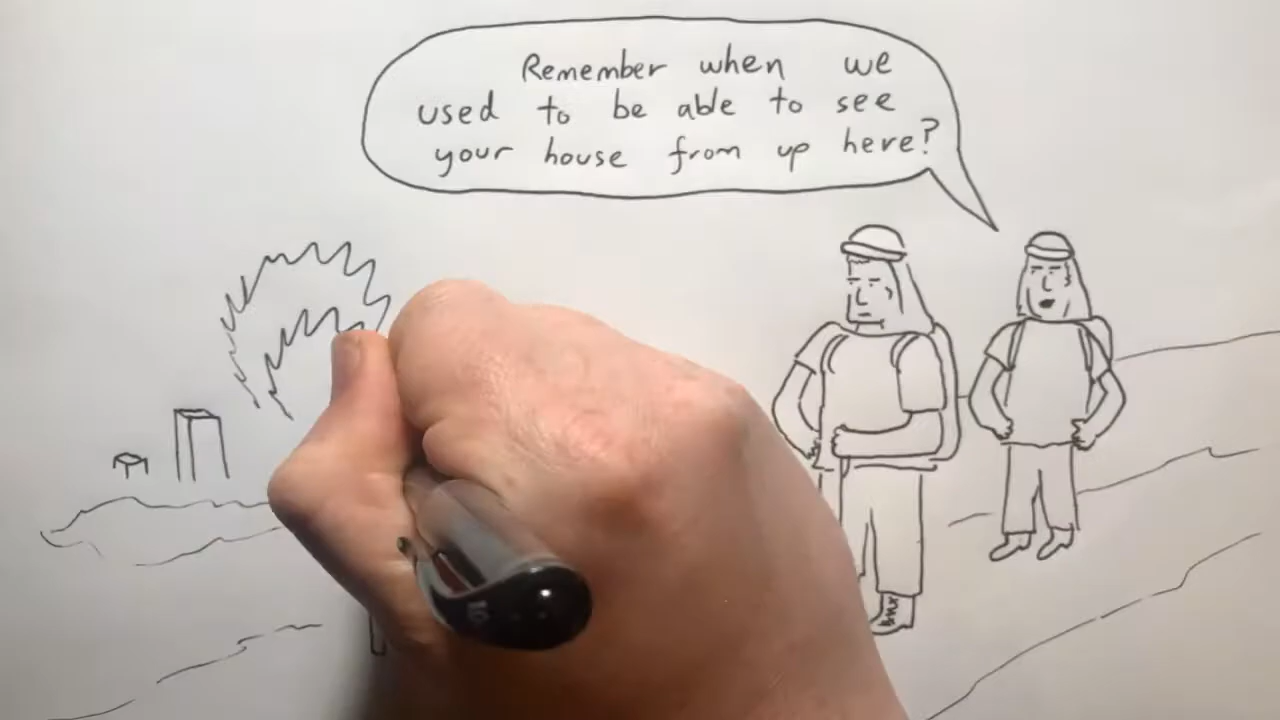 Remember when we
used to be able to see
your house from up here?